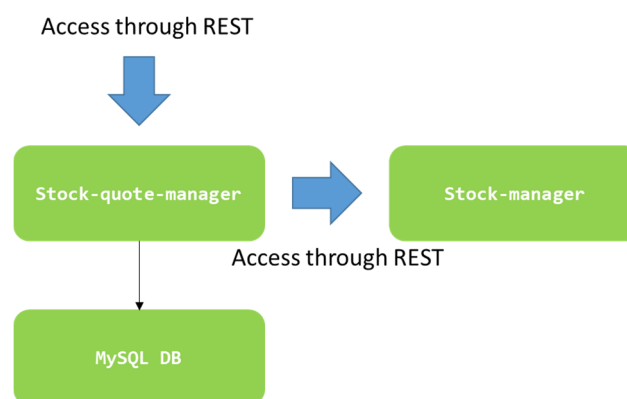 Access through REST
Stock-quote-manager
Stock-manager
Access through REST
MySQL DB